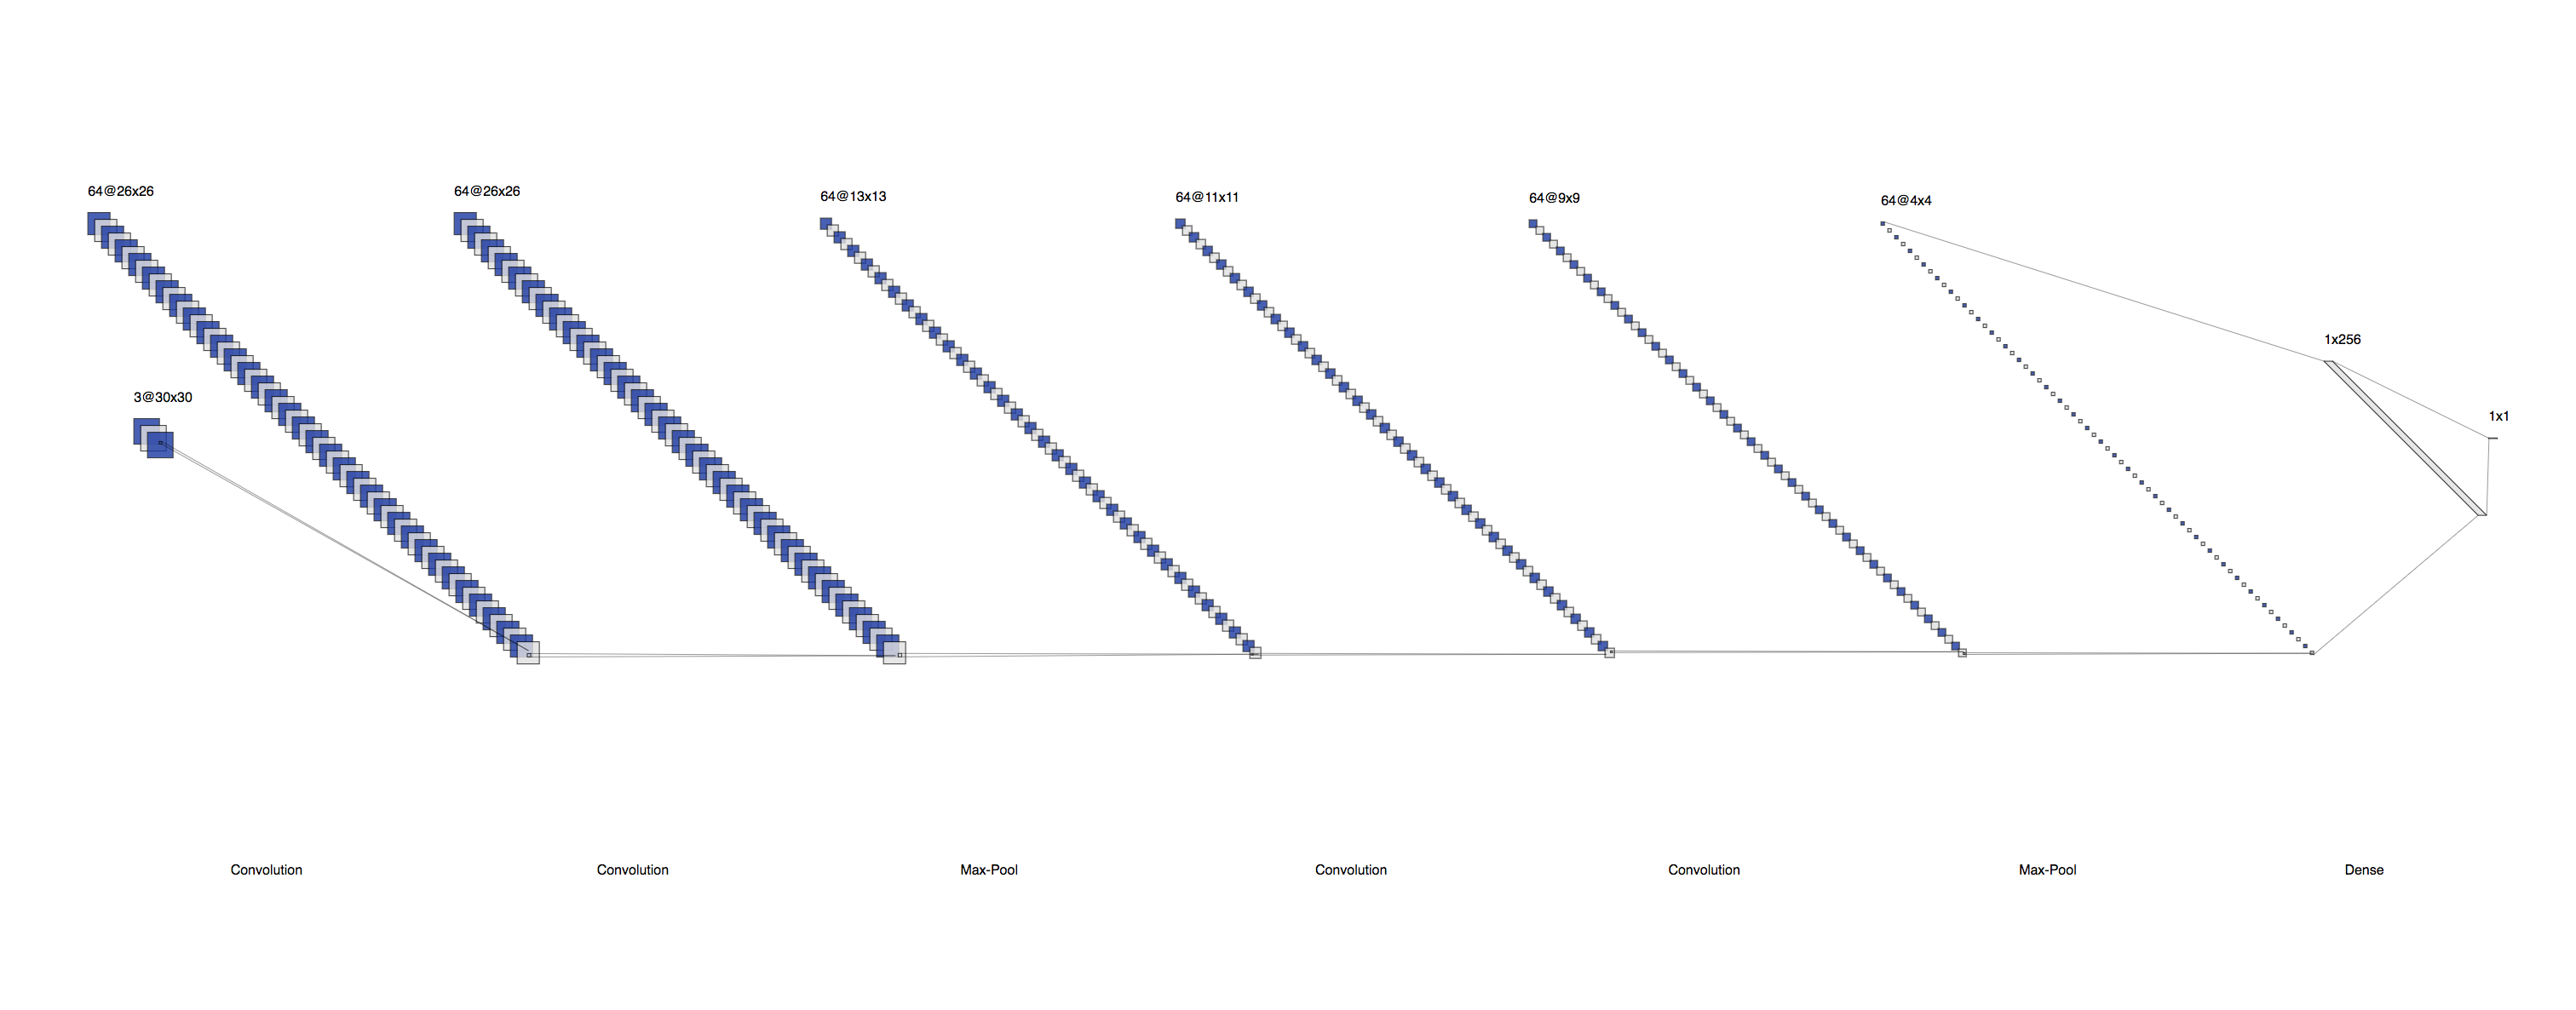 64@26x26
64@26x26
64@13x13
64@11x11
64@9x9
64@4x4
1x256
3@30x30
1x1
Convolution
Convolution
Max-Pool
Convolution
Convolution
Max-Pool
Dense